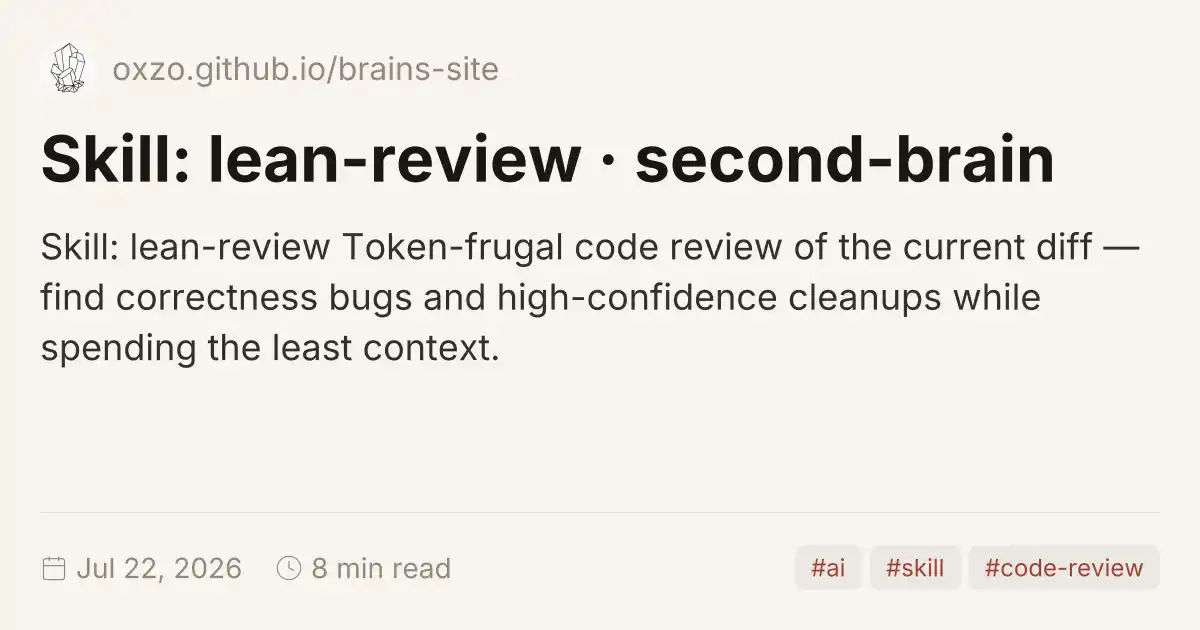 oxzo.github.io/brains-site
Skill: lean-review · second-brain
Skill: lean-review Token-frugal code review of the current diff —
find correctness bugs and high-confidence cleanups while
spending the least context.
Jul 22, 2026 8 min read #ai #skill #code-review